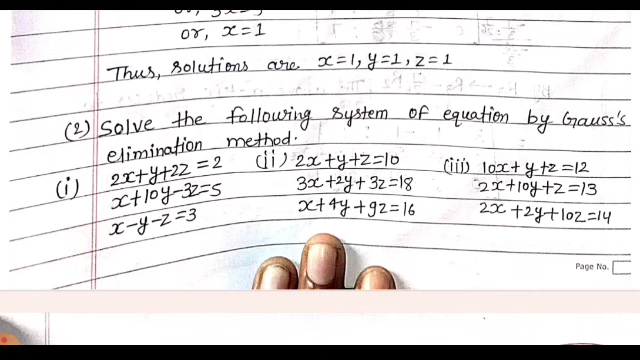 or, x=1
Thus, solutions are x=1, y=1, z=1
(2) Solve the following system of equation by Gauss's
elimination method.
(i) 2x+y+2z=2 (ii) 2x+y+z=10 (iii) 10x+y+z=12
x+10y-3z=5 3x+2y+3z=18 2x+10y+z=13
x-y-z=3 x+4y+9z=16 2x+2y+10z=14
Page No.